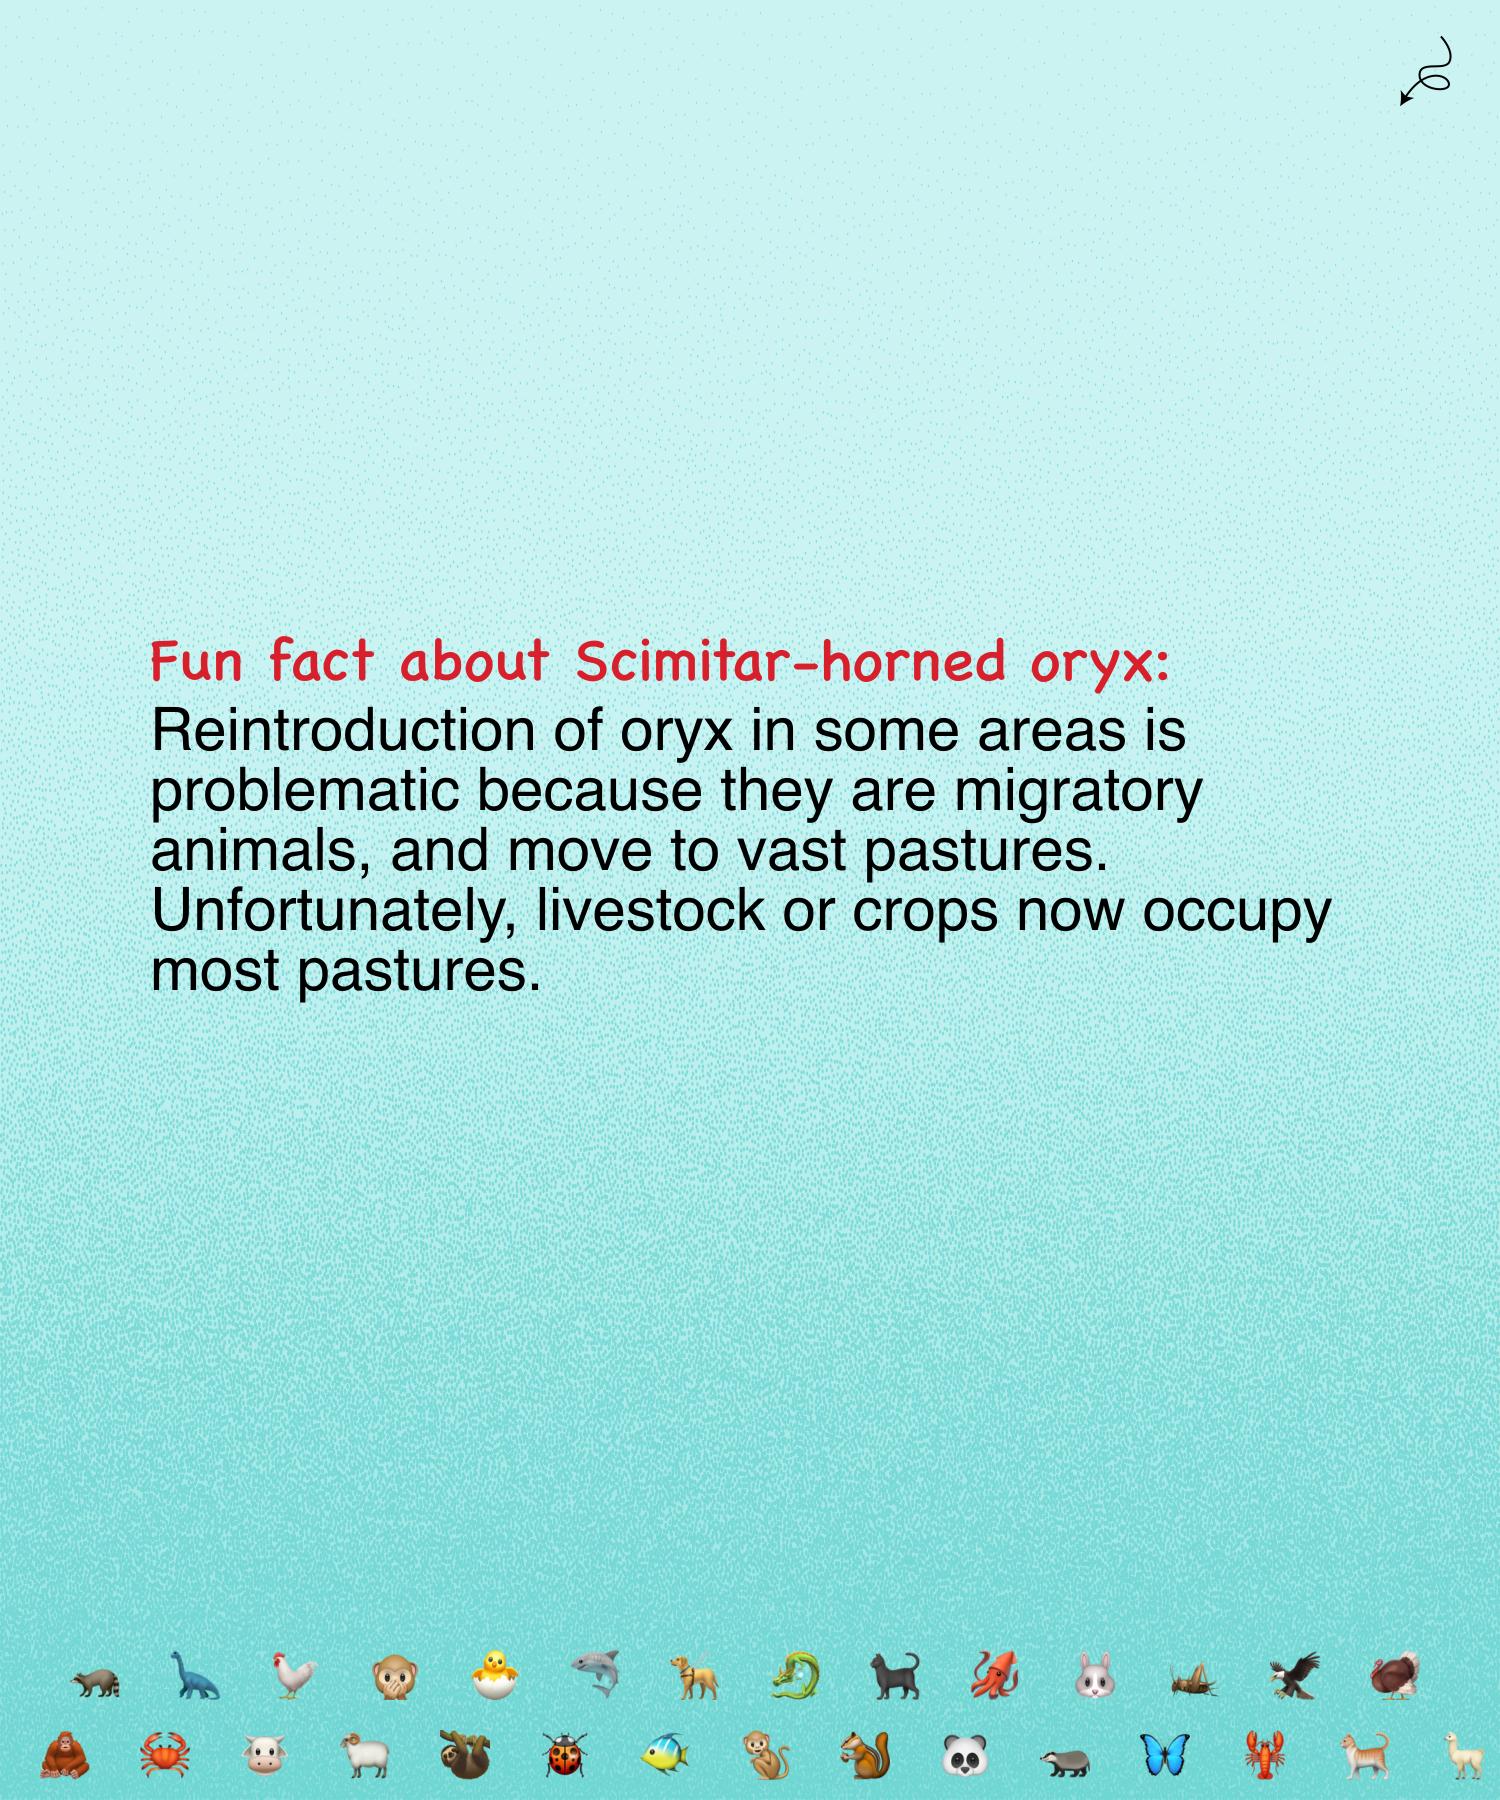 Fun fact about Scimitar-horned oryx:
Reintroduction of oryx in some areas is
problematic because they are migratory
animals, and move to vast pastures.
Unfortunately, livestock or crops now occupy
most pastures.